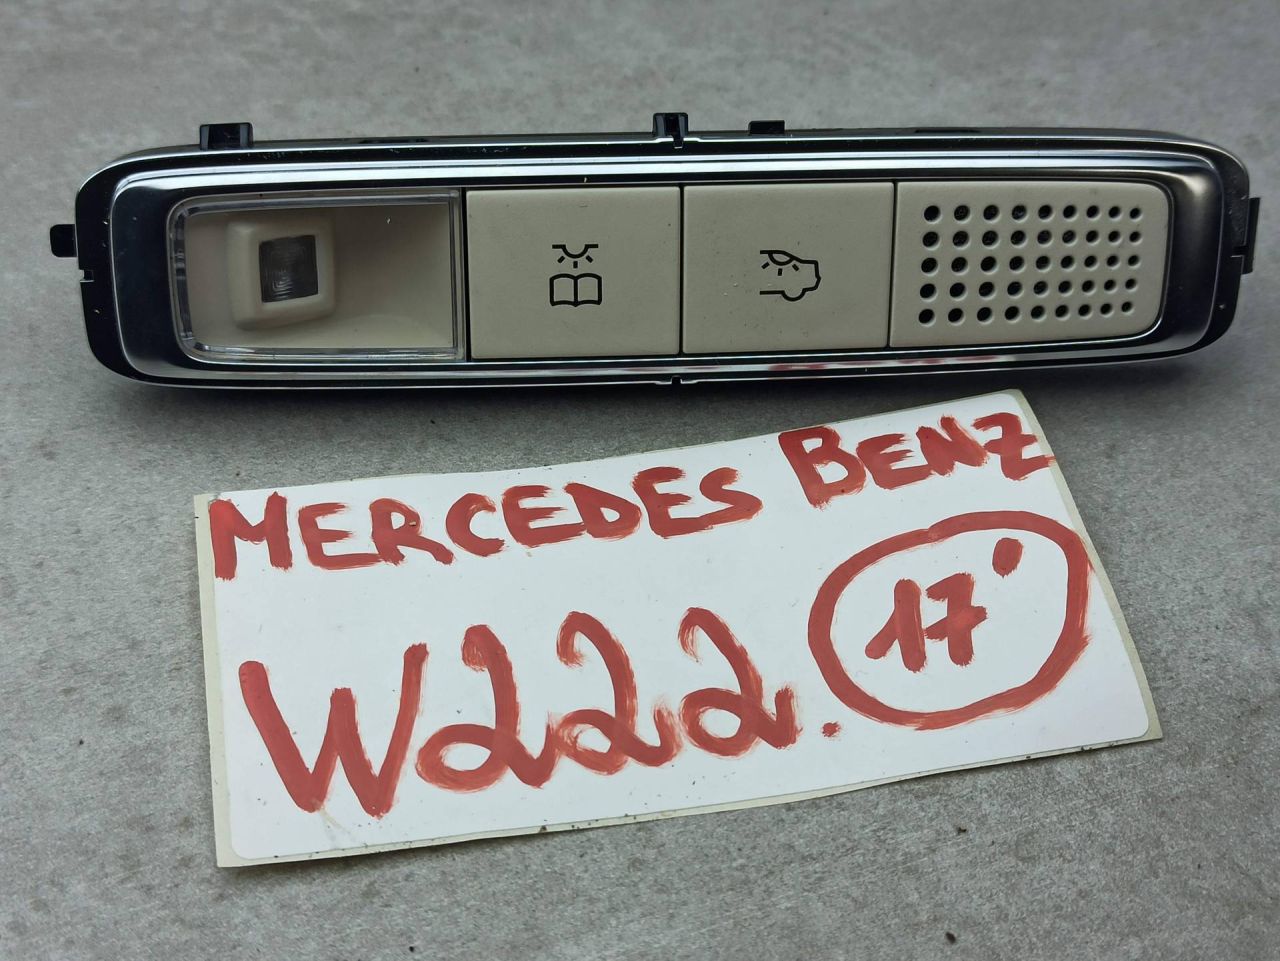 MERCEDES BENZ
W222. 17'